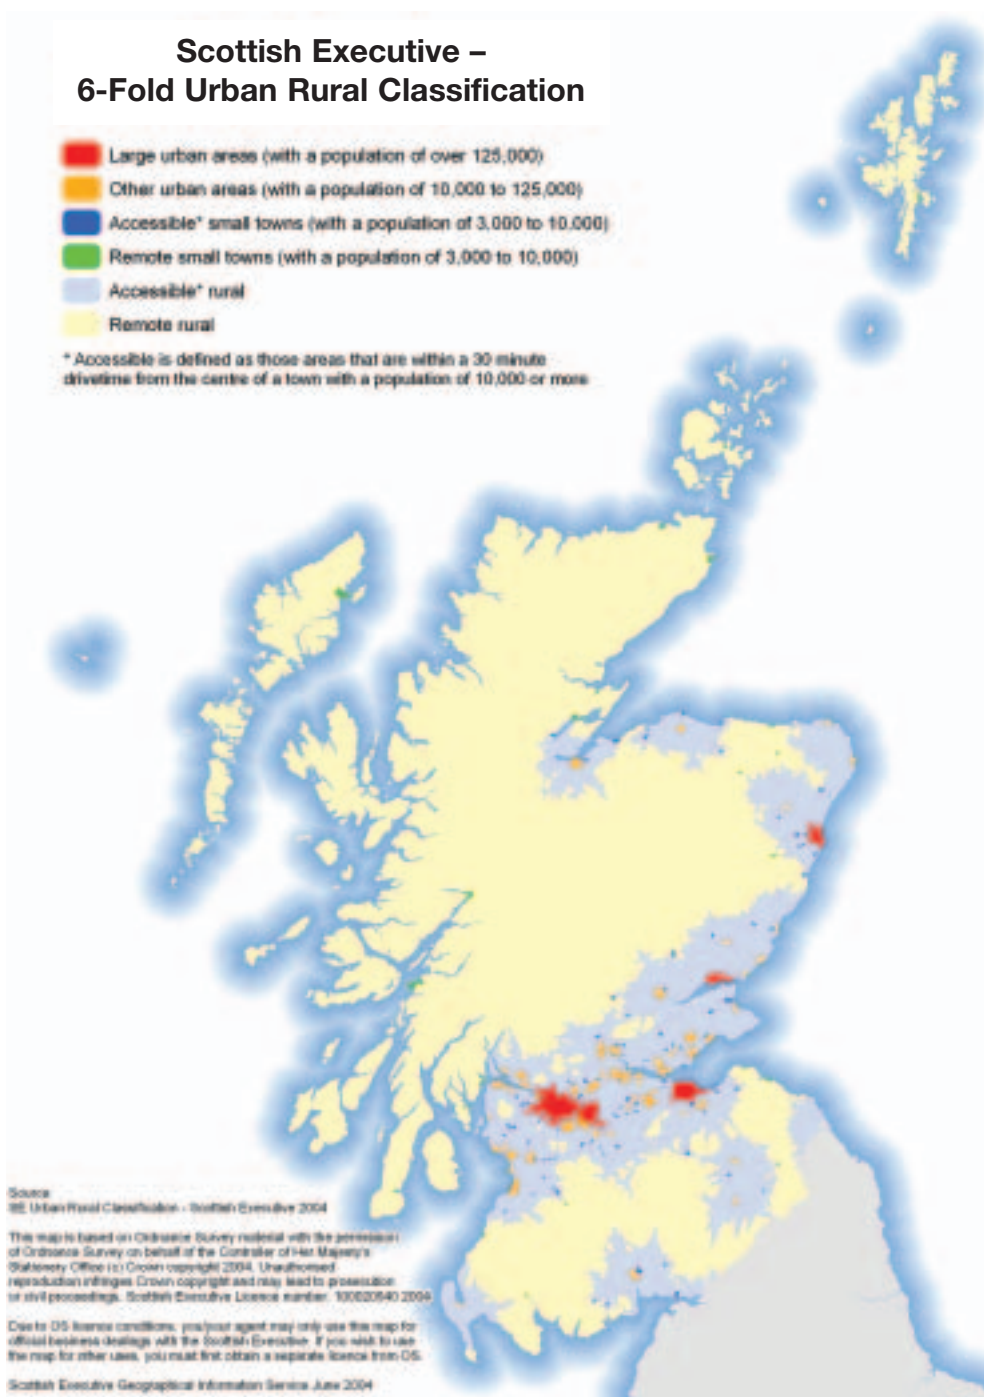 Scottish Executive –
6-Fold Urban Rural Classification
Large urban areas (with a population of over 125,000)
Other urban areas (with a population of 10,000 to 125,000)
Accessible* small towns (with a population of 3,000 to 10,000)
Remote small towns (with a population of 3,000 to 10,000)
Accessible* rural
Remote rural
* Accessible is defined as those areas that are within a 30 minute
drivetime from the centre of a town with a population of 10,000 or more
Source
SE Urban Rural Classification - Scottish Executive 2004
This map is based on Ordnance Survey material with the permission
of Ordnance Survey on behalf of the Controller of Her Majesty's
Stationery Office (c) Crown copyright 2004. Unauthorised
reproduction infringes Crown copyright and may lead to prosecution
or civil proceedings. Scottish Executive Licence number: 100020540 2004
Due to OS licence conditions, you/your agent may only use this map for
official business dealings with the Scottish Executive. If you wish to use
the map for other uses, you must first obtain a separate licence from OS.
Scottish Executive Geographical Information Service June 2004